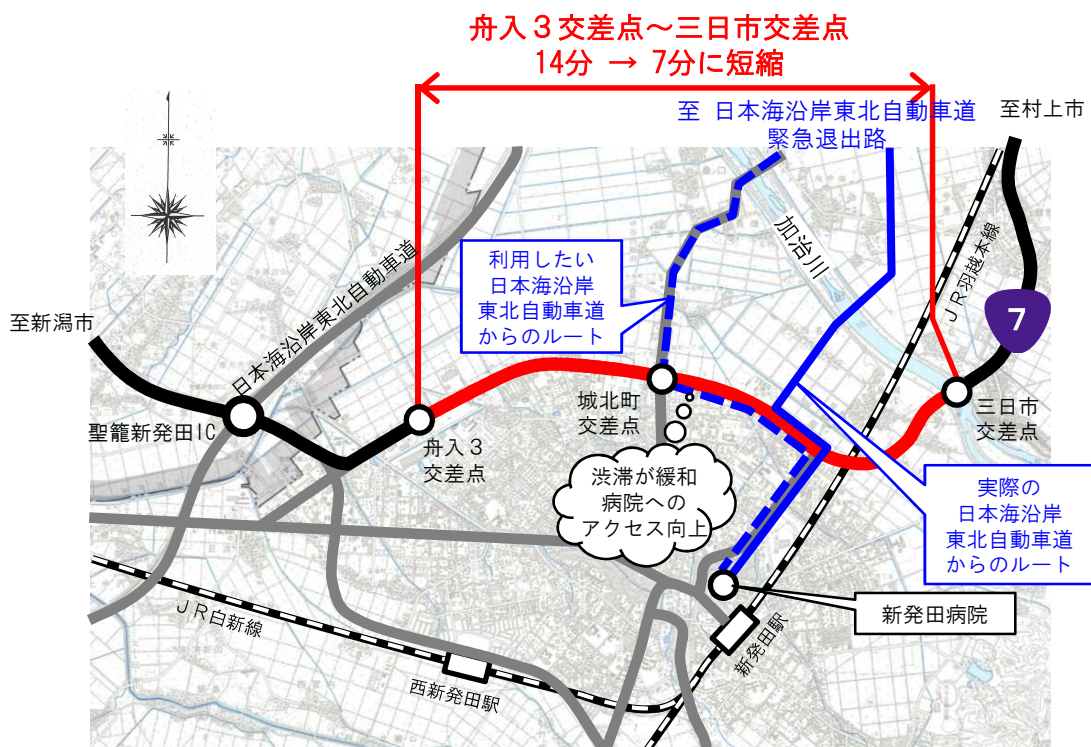 舟入３交差点～三日市交差点
14分 → 7分に短縮
至 日本海沿岸東北自動車道
緊急退出路
至村上市
加治川
ＪＲ羽越本線
利用したい
日本海沿岸
東北自動車道
からのルート
7
至新潟市
日本海沿岸東北自動車道
聖籠新発田IC
舟入３
交差点
城北町
交差点
三日市
交差点
渋滞が緩和
病院への
アクセス向上
実際の
日本海沿岸
東北自動車道
からのルート
新発田病院
新発田駅
ＪＲ白新線
西新発田駅